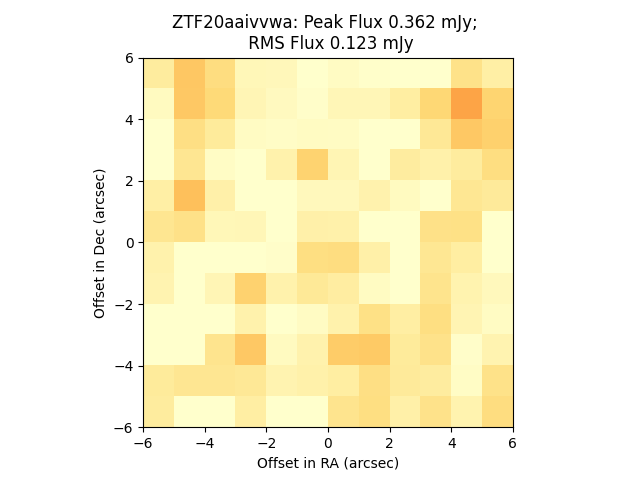 ZTF20aaivvwa: Peak Flux 0.362 mJy;
RMS Flux 0.123 mJy
6
4
2
0
−2
−4
−6
Offset in Dec (arcsec)
−6 −4 −2 0 2 4 6
Offset in RA (arcsec)